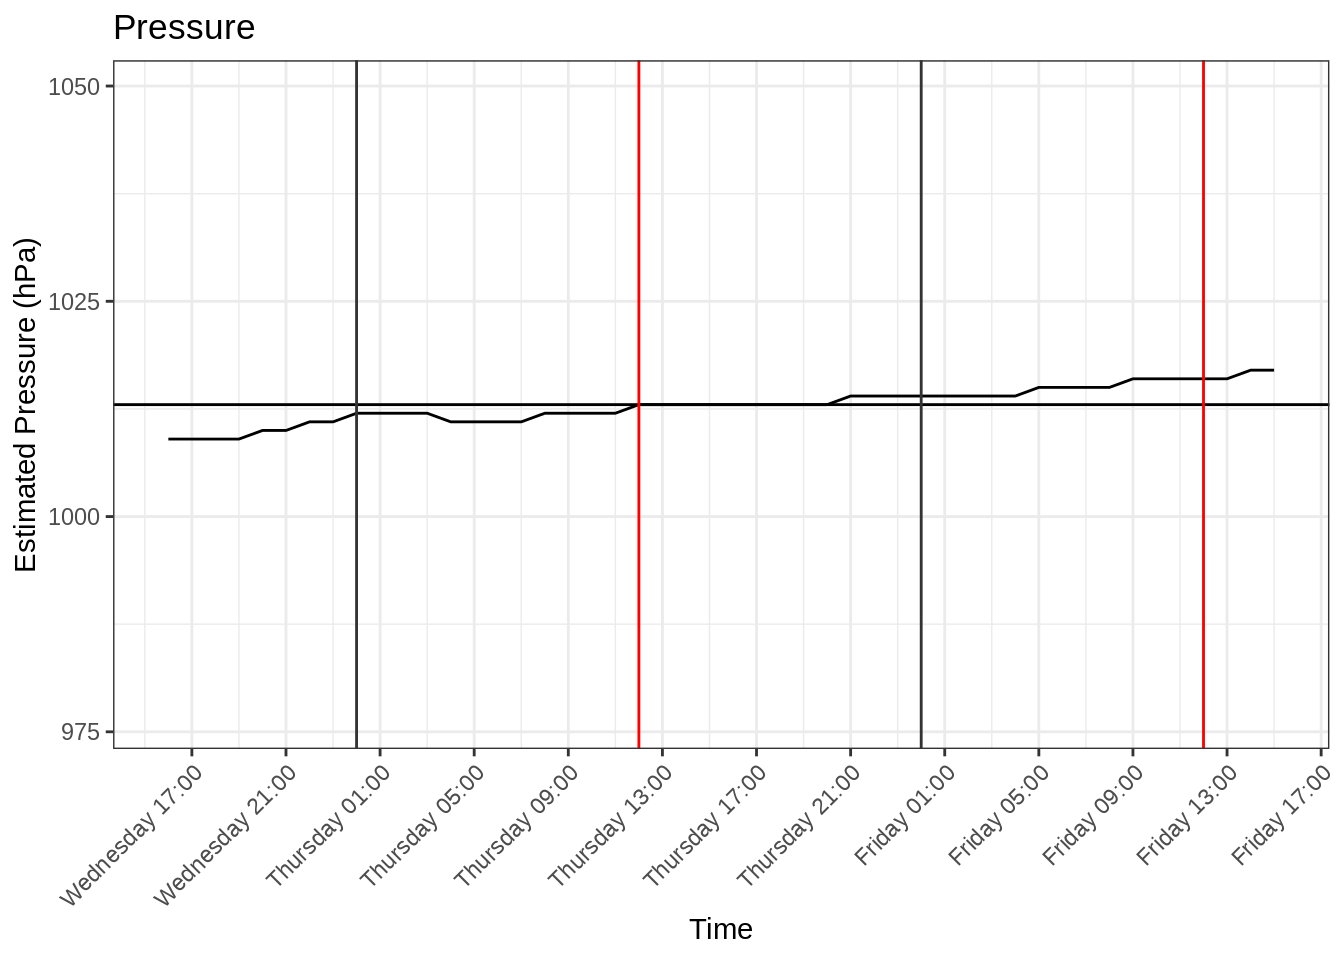 Pressure
Estimated Pressure (hPa)
1050
1025
1000
975
Wednesday 17:00
Wednesday 21:00
Thursday 01:00
Thursday 05:00
Thursday 09:00
Thursday 13:00
Thursday 17:00
Thursday 21:00
Friday 01:00
Friday 05:00
Friday 09:00
Friday 13:00
Friday 17:00
Time